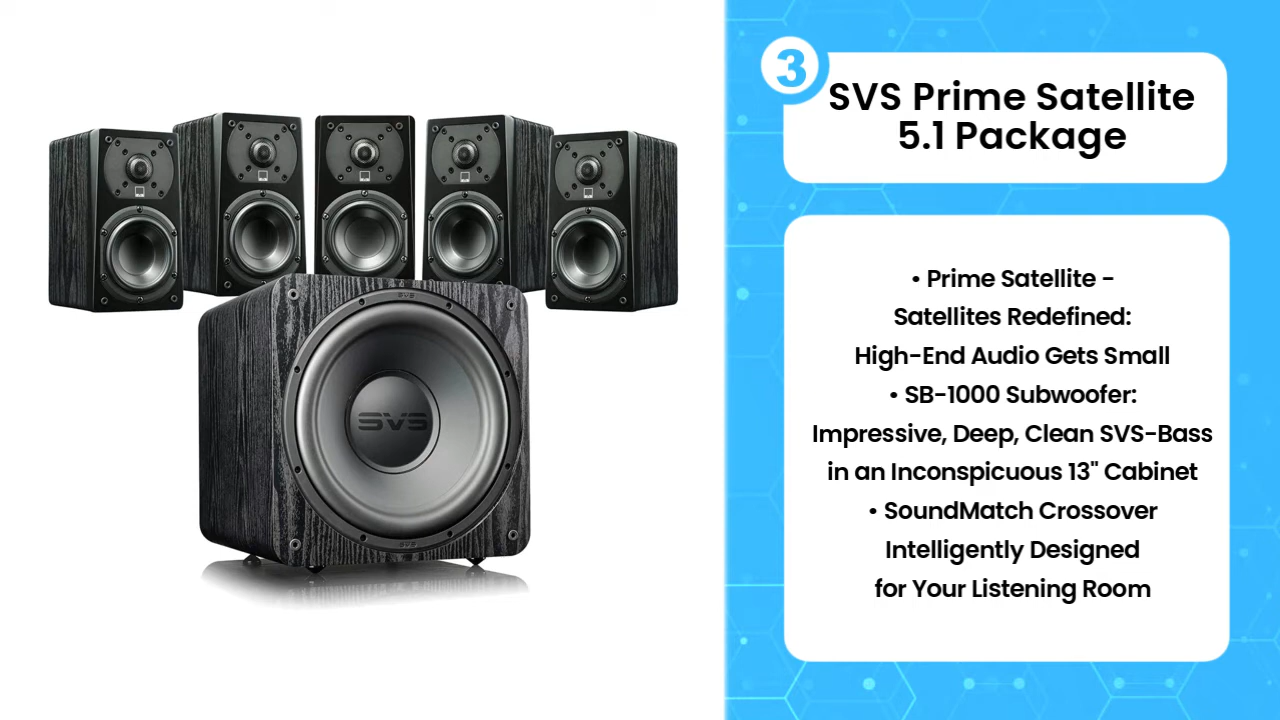 3
SVS Prime Satellite
5.1 Package
• Prime Satellite -
Satellites Redefined:
High-End Audio Gets Small
• SB-1000 Subwoofer:
Impressive, Deep, Clean SVS-Bass
in an Inconspicuous 13" Cabinet
• SoundMatch Crossover
Intelligently Designed
for Your Listening Room
SVS
SVS
SVS